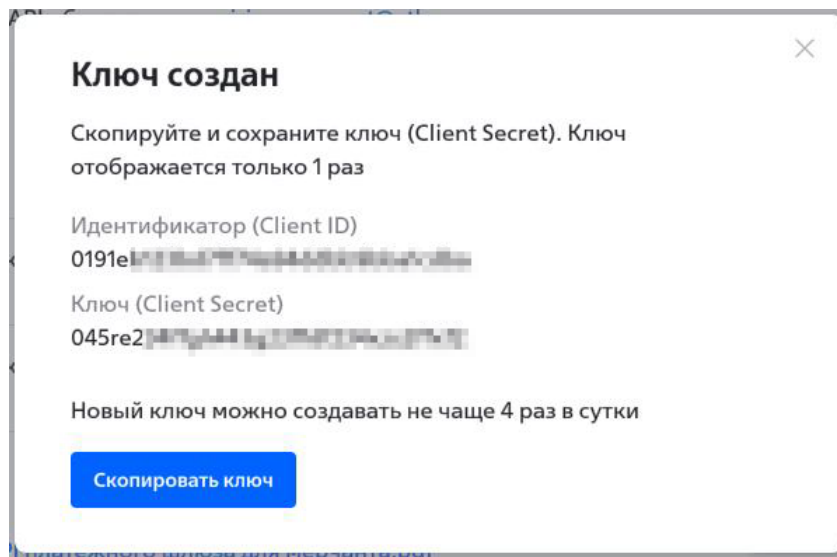 Ключ создан
Скопируйте и сохраните ключ (Client Secret). Ключ
отображается только 1 раз
Идентификатор (Client ID)
0191e
Ключ (Client Secret)
045re2
Новый ключ можно создавать не чаще 4 раз в сутки
Скопировать ключ